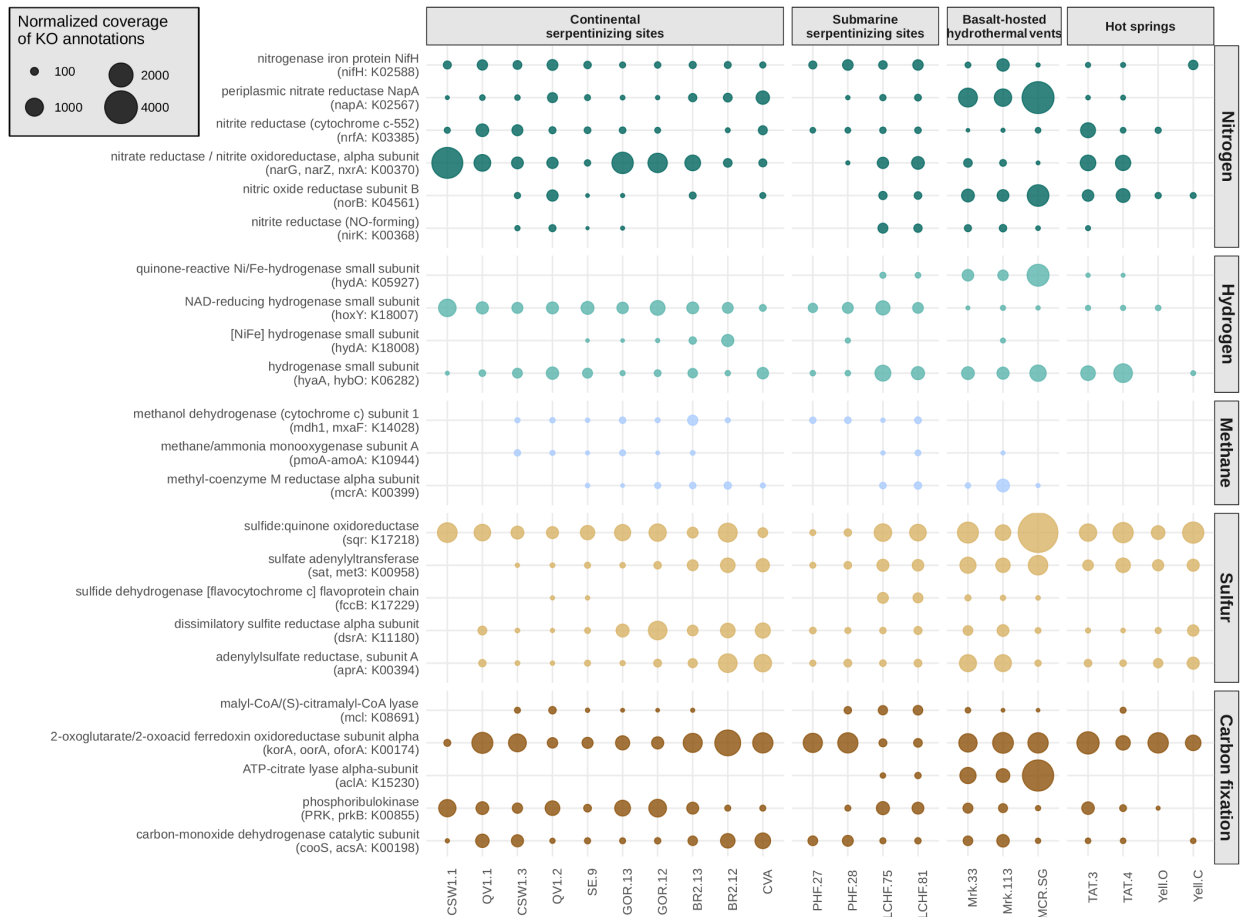 Normalized coverage
of KO annotations
100
2000
1000
4000
Continental
serpentinizing sites
Submarine
serpentinizing sites
Basalt-hosted
hydrothermal vents
Hot springs
nitrogenase iron protein NifH
(nifH: K02588)
periplasmic nitrate reductase NapA
(napA: K02567)
nitrite reductase (cytochrome c-552)
(nrfA: K03385)
nitrate reductase / nitrite oxidoreductase, alpha subunit
(narG, narZ, nxrA: K00370)
nitric oxide reductase subunit B
(norB: K04561)
nitrite reductase (NO-forming)
(nirK: K00368)
Nitrogen
quinone-reactive Ni/Fe-hydrogenase small subunit
(hydA: K05927)
NAD-reducing hydrogenase small subunit
(hoxY: K18007)
[NiFe] hydrogenase small subunit
(hydA: K18008)
hydrogenase small subunit
(hyaA, hybO: K06282)
Hydrogen
methanol dehydrogenase (cytochrome c) subunit 1
(mdh1, mxaF: K14028)
methane/ammonia monooxygenase subunit A
(pmoA-amoA: K10944)
methyl-coenzyme M reductase alpha subunit
(mcrA: K00399)
Methane
sulfide:quinone oxidoreductase
(sqr: K17218)
sulfate adenylyltransferase
(sat, met3: K00958)
sulfide dehydrogenase [flavocytochrome c] flavoprotein chain
(fccB: K17229)
dissimilatory sulfite reductase alpha subunit
(dsrA: K11180)
adenylylsulfate reductase, subunit A
(aprA: K00394)
Sulfur
malyl-CoA/(S)-citramalyl-CoA lyase
(mcl: K08691)
2-oxoglutarate/2-oxoacid ferredoxin oxidoreductase subunit alpha
(korA, oorA, oforA: K00174)
ATP-citrate lyase alpha-subunit
(aclA: K15230)
phosphoribulokinase
(PRK, prkB: K00855)
carbon-monoxide dehydrogenase catalytic subunit
(cooS, acsA: K00198)
Carbon fixation
CSW1.1
QV1.1
CSW1.3
QV1.2
SE.9
GOR.13
GOR.12
BR2.13
BR2.12
CVA
PHF.27
PHF.28
LCHF.75
LCHF.81
Mrk.33
Mrk.113
MCR.SG
TAT.3
TAT.4
Yell.O
Yell.C